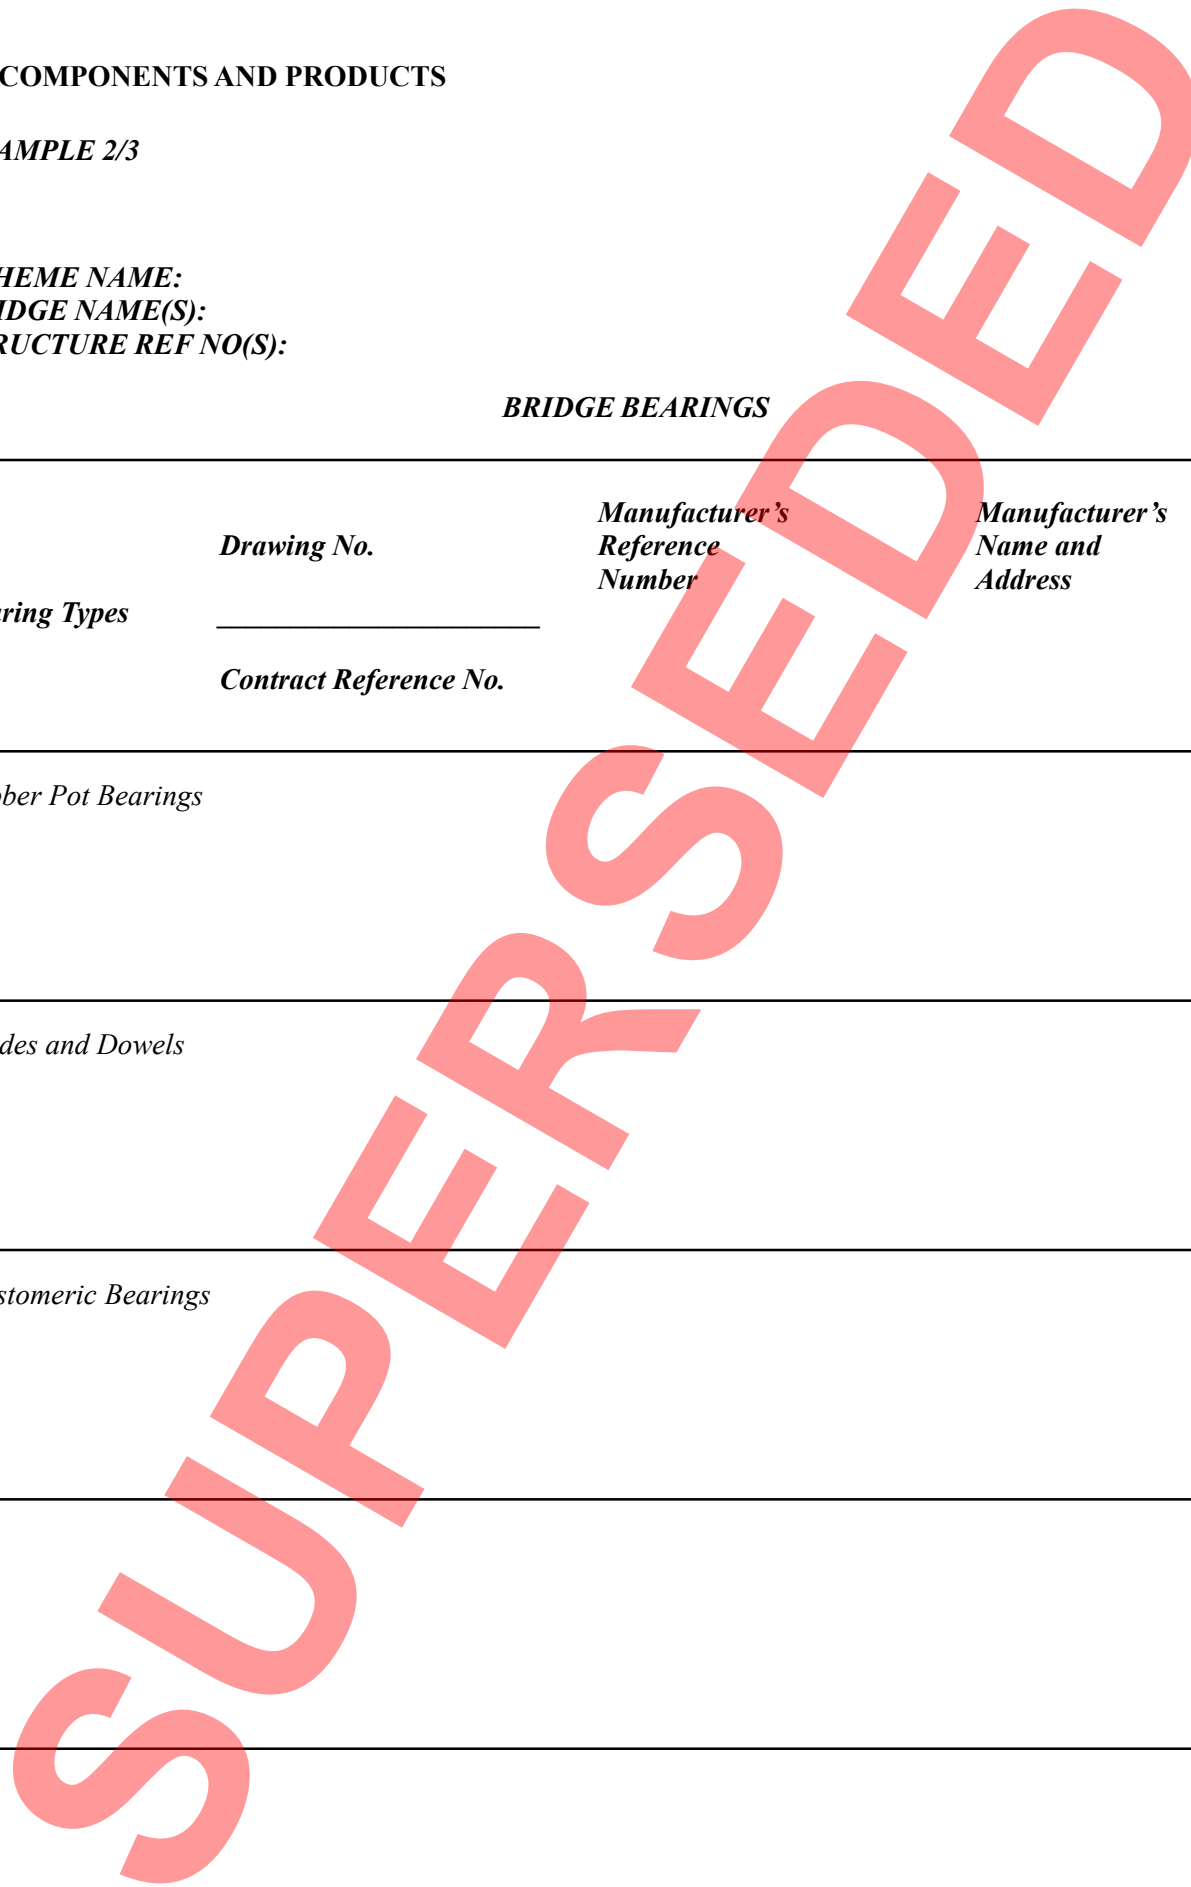 COMPONENTS AND PRODUCTS
AMPLE 2/3
HEME NAME:
IDGE NAME(S):
RUCTURE REF NO(S):
BRIDGE BEARINGS
Drawing No.
Manufacturer's
Reference
Number
Manufacturer's
Name and
Address
aring Types
Contract Reference No.
ber Pot Bearings
des and Dowels
stomeric Bearings
SUPERSEDED